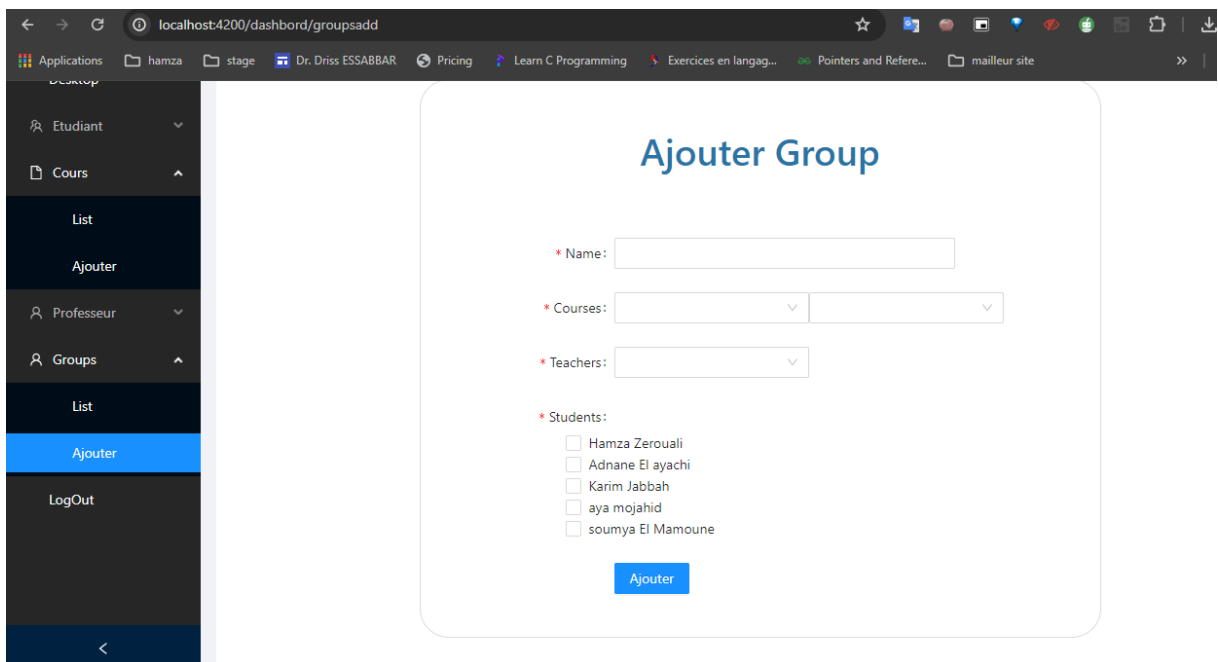 localhost:4200/dashbord/groupsadd
Applications hamza stage Dr. Driss ESSABBAR Pricing Learn C Programming Exercices en langag... Pointers and Refere... mailleur site »
Desktop
Etudiant
Cours
List
Ajouter
Professeur
Groups
List
Ajouter
LogOut
Ajouter Group
* Name:
* Courses:
* Teachers:
* Students:
Hamza Zerouali
Adnane El ayachi
Karim Jabbah
aya mojahid
soumya El Mamoune
Ajouter